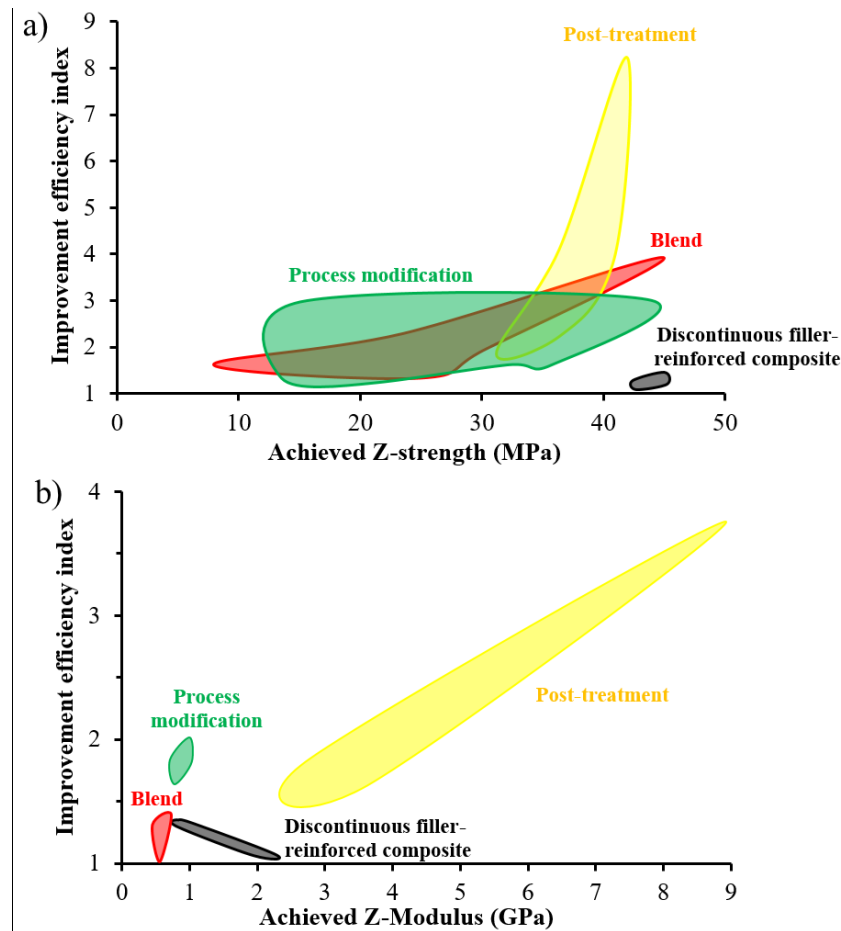 a)
Improvement efficiency index
9
8
7
6
5
4
3
2
1
Post-treatment
Blend
Process modification
Discontinuous filler-
reinforced composite
0
10
20
30
40
50
Achieved Z-strength (MPa)
b)
Improvement efficiency index
4
3
2
1
Process
modification
Post-treatment
Blend
Discontinuous filler-
reinforced composite
0
1
2
3
4
5
6
7
8
9
Achieved Z-Modulus (GPa)